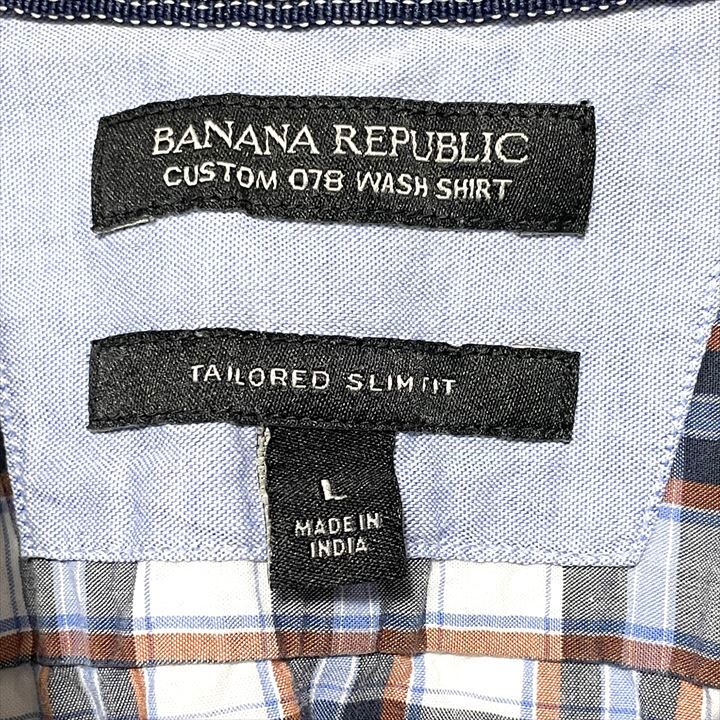 BANANA REPUBLIC
CUSTOM 078 WASH SHIRT
TAILORED SLIM FIT
L
MADE IN
INDIA